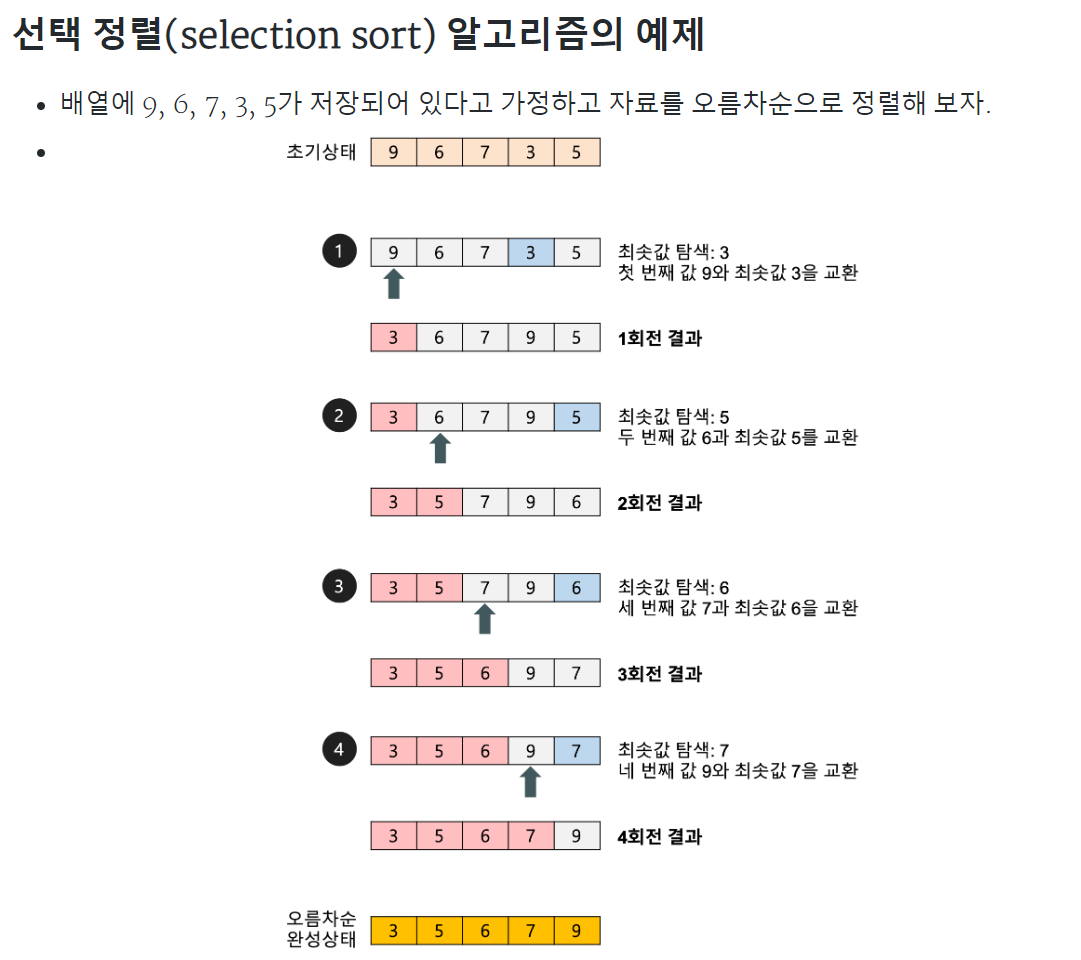 선택 정렬(selection sort) 알고리즘의 예제
배열에 9, 6, 7, 3, 5가 저장되어 있다고 가정하고 자료를 오름차순으로 정렬해 보자.
초기상태 9 6 7 3 5
1 9 6 7 3 5 최솟값 탐색: 3
첫 번째 값 9와 최솟값 3을 교환
3 6 7 9 5 1회전 결과
2 3 6 7 9 5 최솟값 탐색: 5
두 번째 값 6과 최솟값 5를 교환
3 5 7 9 6 2회전 결과
3 3 5 7 9 6 최솟값 탐색: 6
세 번째 값 7과 최솟값 6을 교환
3 5 6 9 7 3회전 결과
4 3 5 6 9 7 최솟값 탐색: 7
네 번째 값 9와 최솟값 7을 교환
3 5 6 7 9 4회전 결과
오름차순
완성상태 3 5 6 7 9